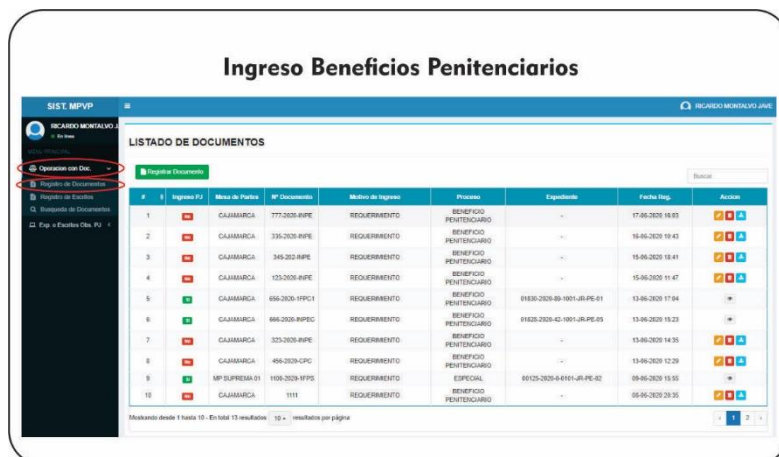 Ingreso Beneficios Penitenciarios
SIST. MPVP
RICARDO MONTALVO JAVE
RICARDO MONTALVO J
En línea
MENU PRINCIPAL
LISTADO DE DOCUMENTOS
Operacion con Doc.
Registro de Documentos
Registro de Escritos
Busqueda de Documentos
Exp. o Escritos Obs. PJ
Registrar Documento
Buscar
# Ingreso PJ Mesa de Partes N° Documento Motivo de Ingreso Proceso Expediente Fecha Reg. Accion
1 No CAJAMARCA 777-2020-INPE REQUERIMIENTO BENEFICIO PENITENCIARIO - 17-06-2020 16:03
2 No CAJAMARCA 335-2020-INPE REQUERIMIENTO BENEFICIO PENITENCIARIO - 16-06-2020 10:43
3 No CAJAMARCA 345-202-INPE REQUERIMIENTO BENEFICIO PENITENCIARIO - 15-06-2020 18:41
4 No CAJAMARCA 123-2020-INPE REQUERIMIENTO BENEFICIO PENITENCIARIO - 15-06-2020 11:47
5 SI CAJAMARCA 656-2020-1FPC1 REQUERIMIENTO BENEFICIO PENITENCIARIO 01830-2020-89-1001-JR-PE-01 13-06-2020 17:04
6 SI CAJAMARCA 666-2020-INPEC REQUERIMIENTO BENEFICIO PENITENCIARIO 01825-2020-42-1001-JR-PE-05 13-06-2020 15:23
7 No CAJAMARCA 323-2020-INPE REQUERIMIENTO BENEFICIO PENITENCIARIO - 13-06-2020 14:35
8 No CAJAMARCA 456-2020-CPC REQUERIMIENTO BENEFICIO PENITENCIARIO - 13-06-2020 12:29
9 SI MP SUPREMA 01 1100-2020-1FPS REQUERIMIENTO ESPECIAL 00125-2020-0-0101-JR-PE-02 09-06-2020 15:55
10 No CAJAMARCA 1111 REQUERIMIENTO BENEFICIO PENITENCIARIO - 08-06-2020 20:35
Mostrando desde 1 hasta 10 - En total 13 resultados 10 resultados por página
‹ 1 2 ›